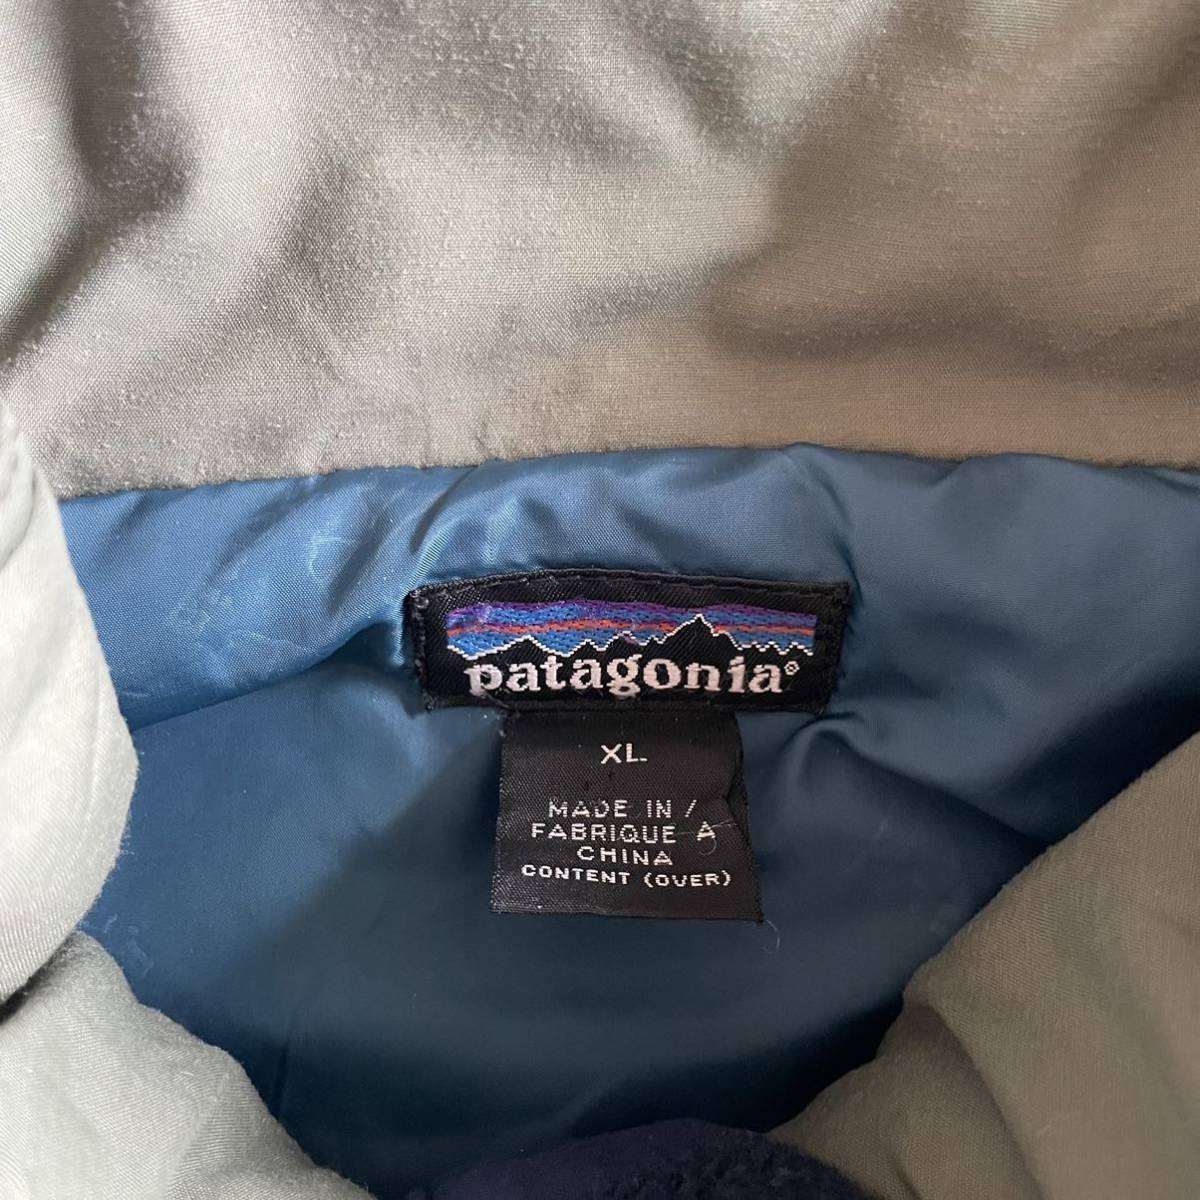 patagonia®
XL
MADE IN /
FABRIQUE À
CHINA
CONTENT (OVER)